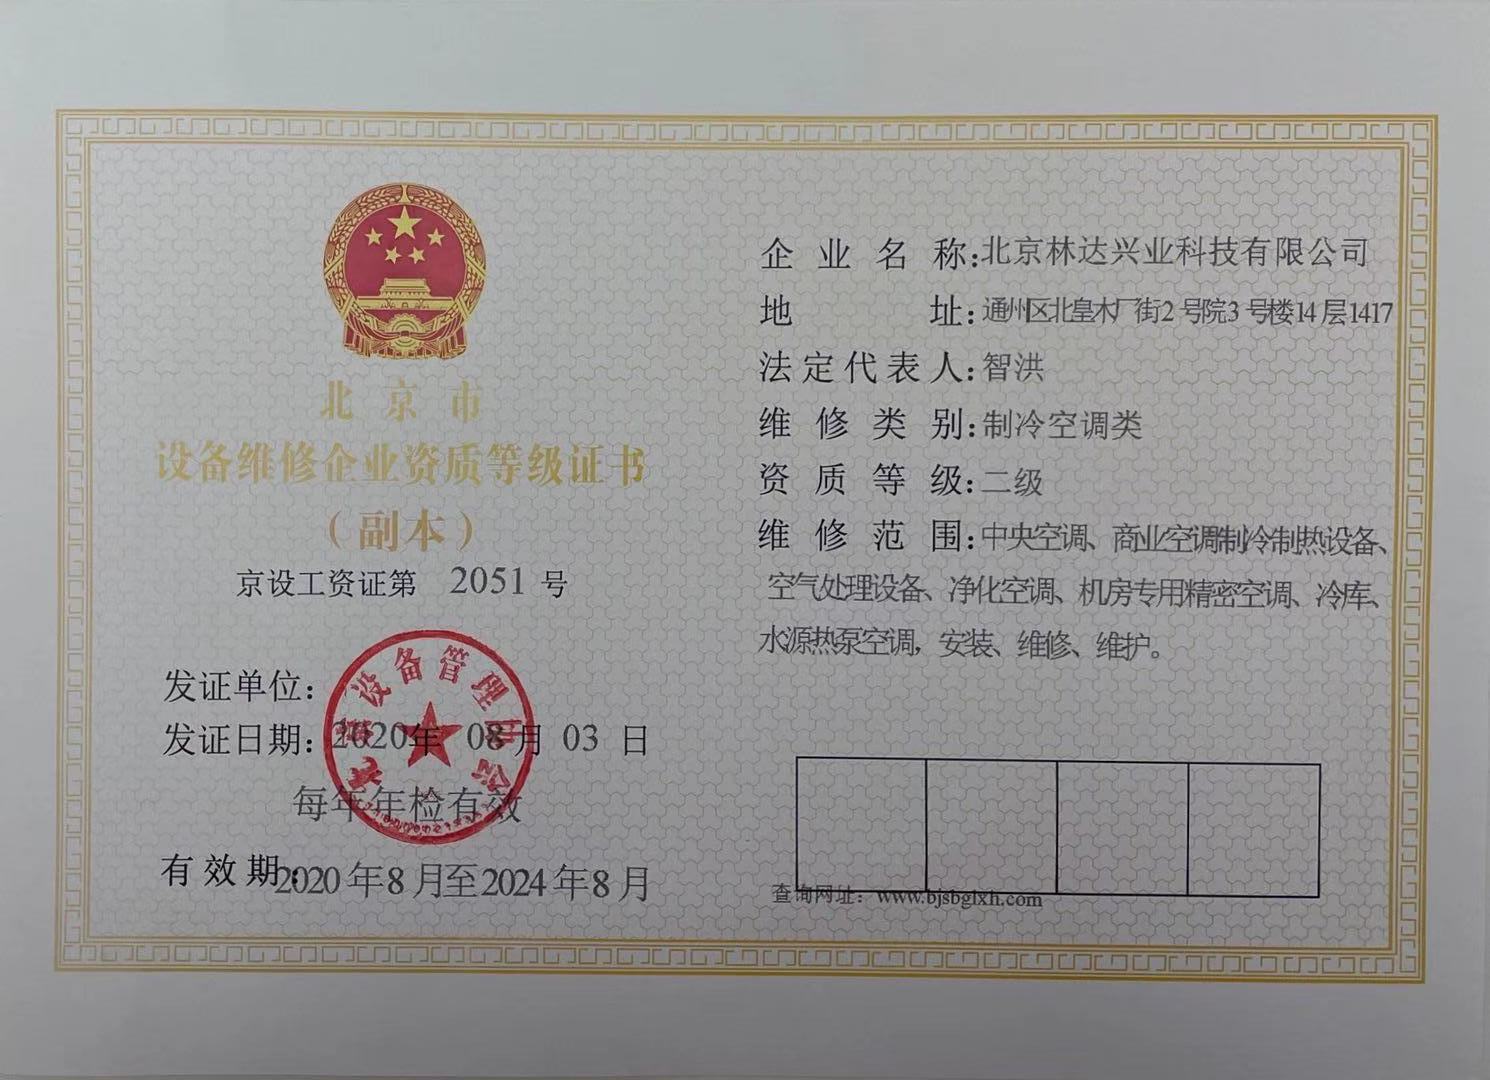 北京市
设备维修企业资质等级证书
（副本）
京设工资证第 2051 号
发证单位：
发证日期：2020年 08 月 03 日
每年年检有效
有效期：2020年8月至2024年8月
设备管理协会
企业名称：北京林达兴业科技有限公司
地址：通州区北皇木厂街2号院3号楼14层1417
法定代表人：智洪
维修类别：制冷空调类
资质等级：二级
维修范围：中央空调、商业空调制冷制热设备、
空气处理设备、净化空调、机房专用精密空调、冷库、
水源热泵空调，安装、维修、维护。
查询网址：www.bjsbglxh.com